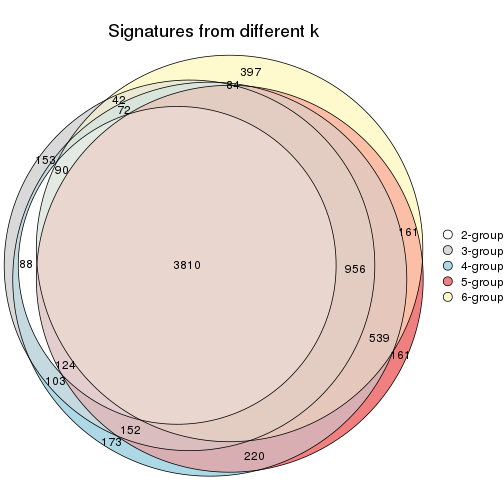 Signatures from different k
397
84
42
72
153
90
161
88
3810
956
539
161
124
103
152
173
220
2-group
3-group
4-group
5-group
6-group